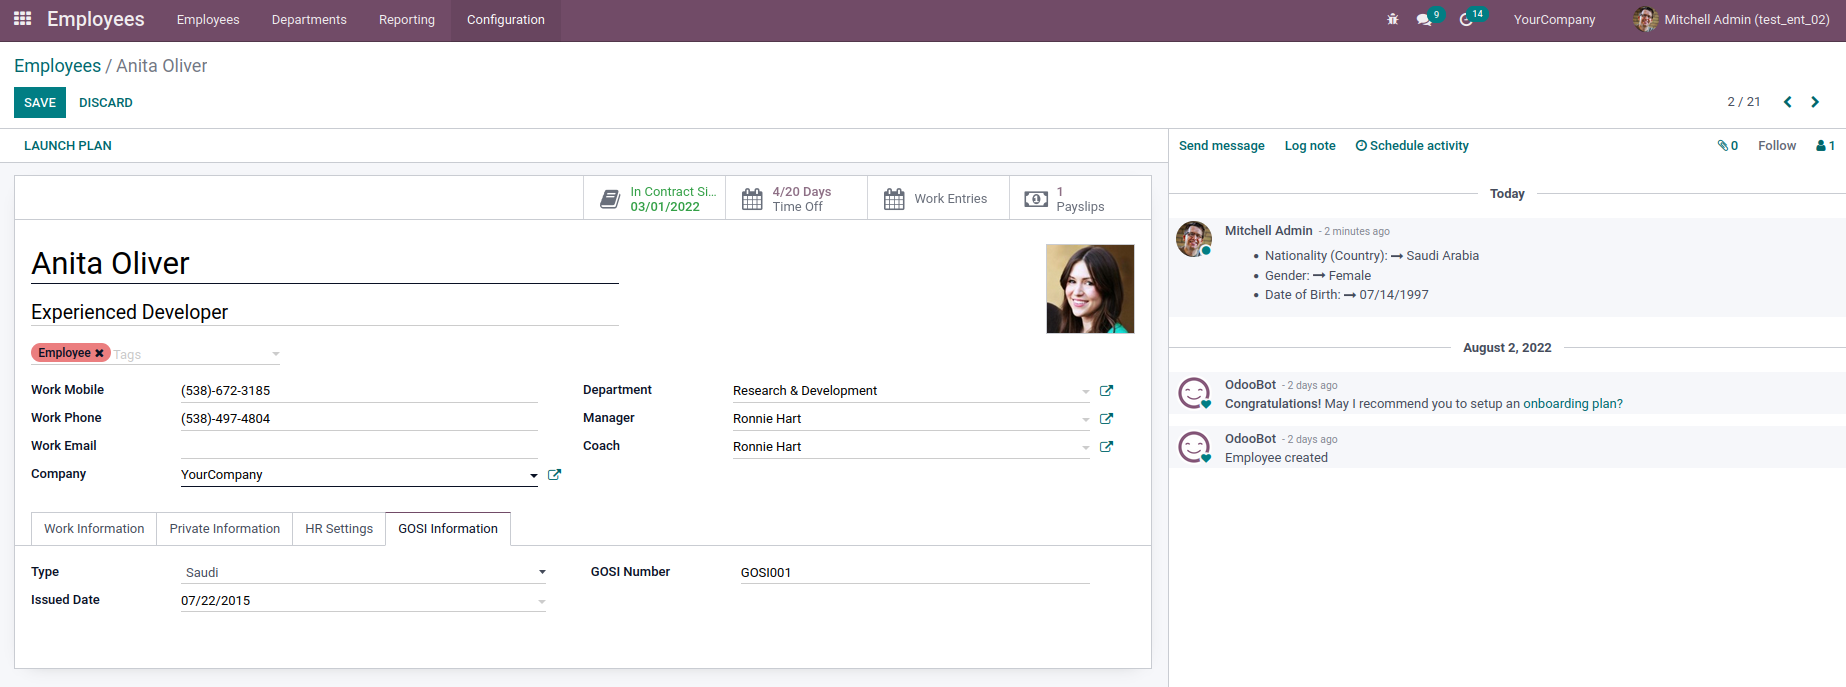 Employees Employees Departments Reporting Configuration 9 14 YourCompany Mitchell Admin (test_ent_02)
Employees / Anita Oliver
SAVE DISCARD 2 / 21
LAUNCH PLAN
In Contract Si...
03/01/2022
4/20 Days
Time Off
Work Entries
1
Payslips
Anita Oliver
Experienced Developer
Employee Tags
Work Mobile (538)-672-3185
Work Phone (538)-497-4804
Work Email
Company YourCompany
Department Research & Development
Manager Ronnie Hart
Coach Ronnie Hart
Work Information Private Information HR Settings GOSI Information
Type Saudi GOSI Number GOSI001
Issued Date 07/22/2015
Send message Log note Schedule activity 0 Follow 1
Today
Mitchell Admin - 2 minutes ago
• Nationality (Country): → Saudi Arabia
• Gender: → Female
• Date of Birth: → 07/14/1997
August 2, 2022
OdooBot - 2 days ago
Congratulations! May I recommend you to setup an onboarding plan?
OdooBot - 2 days ago
Employee created